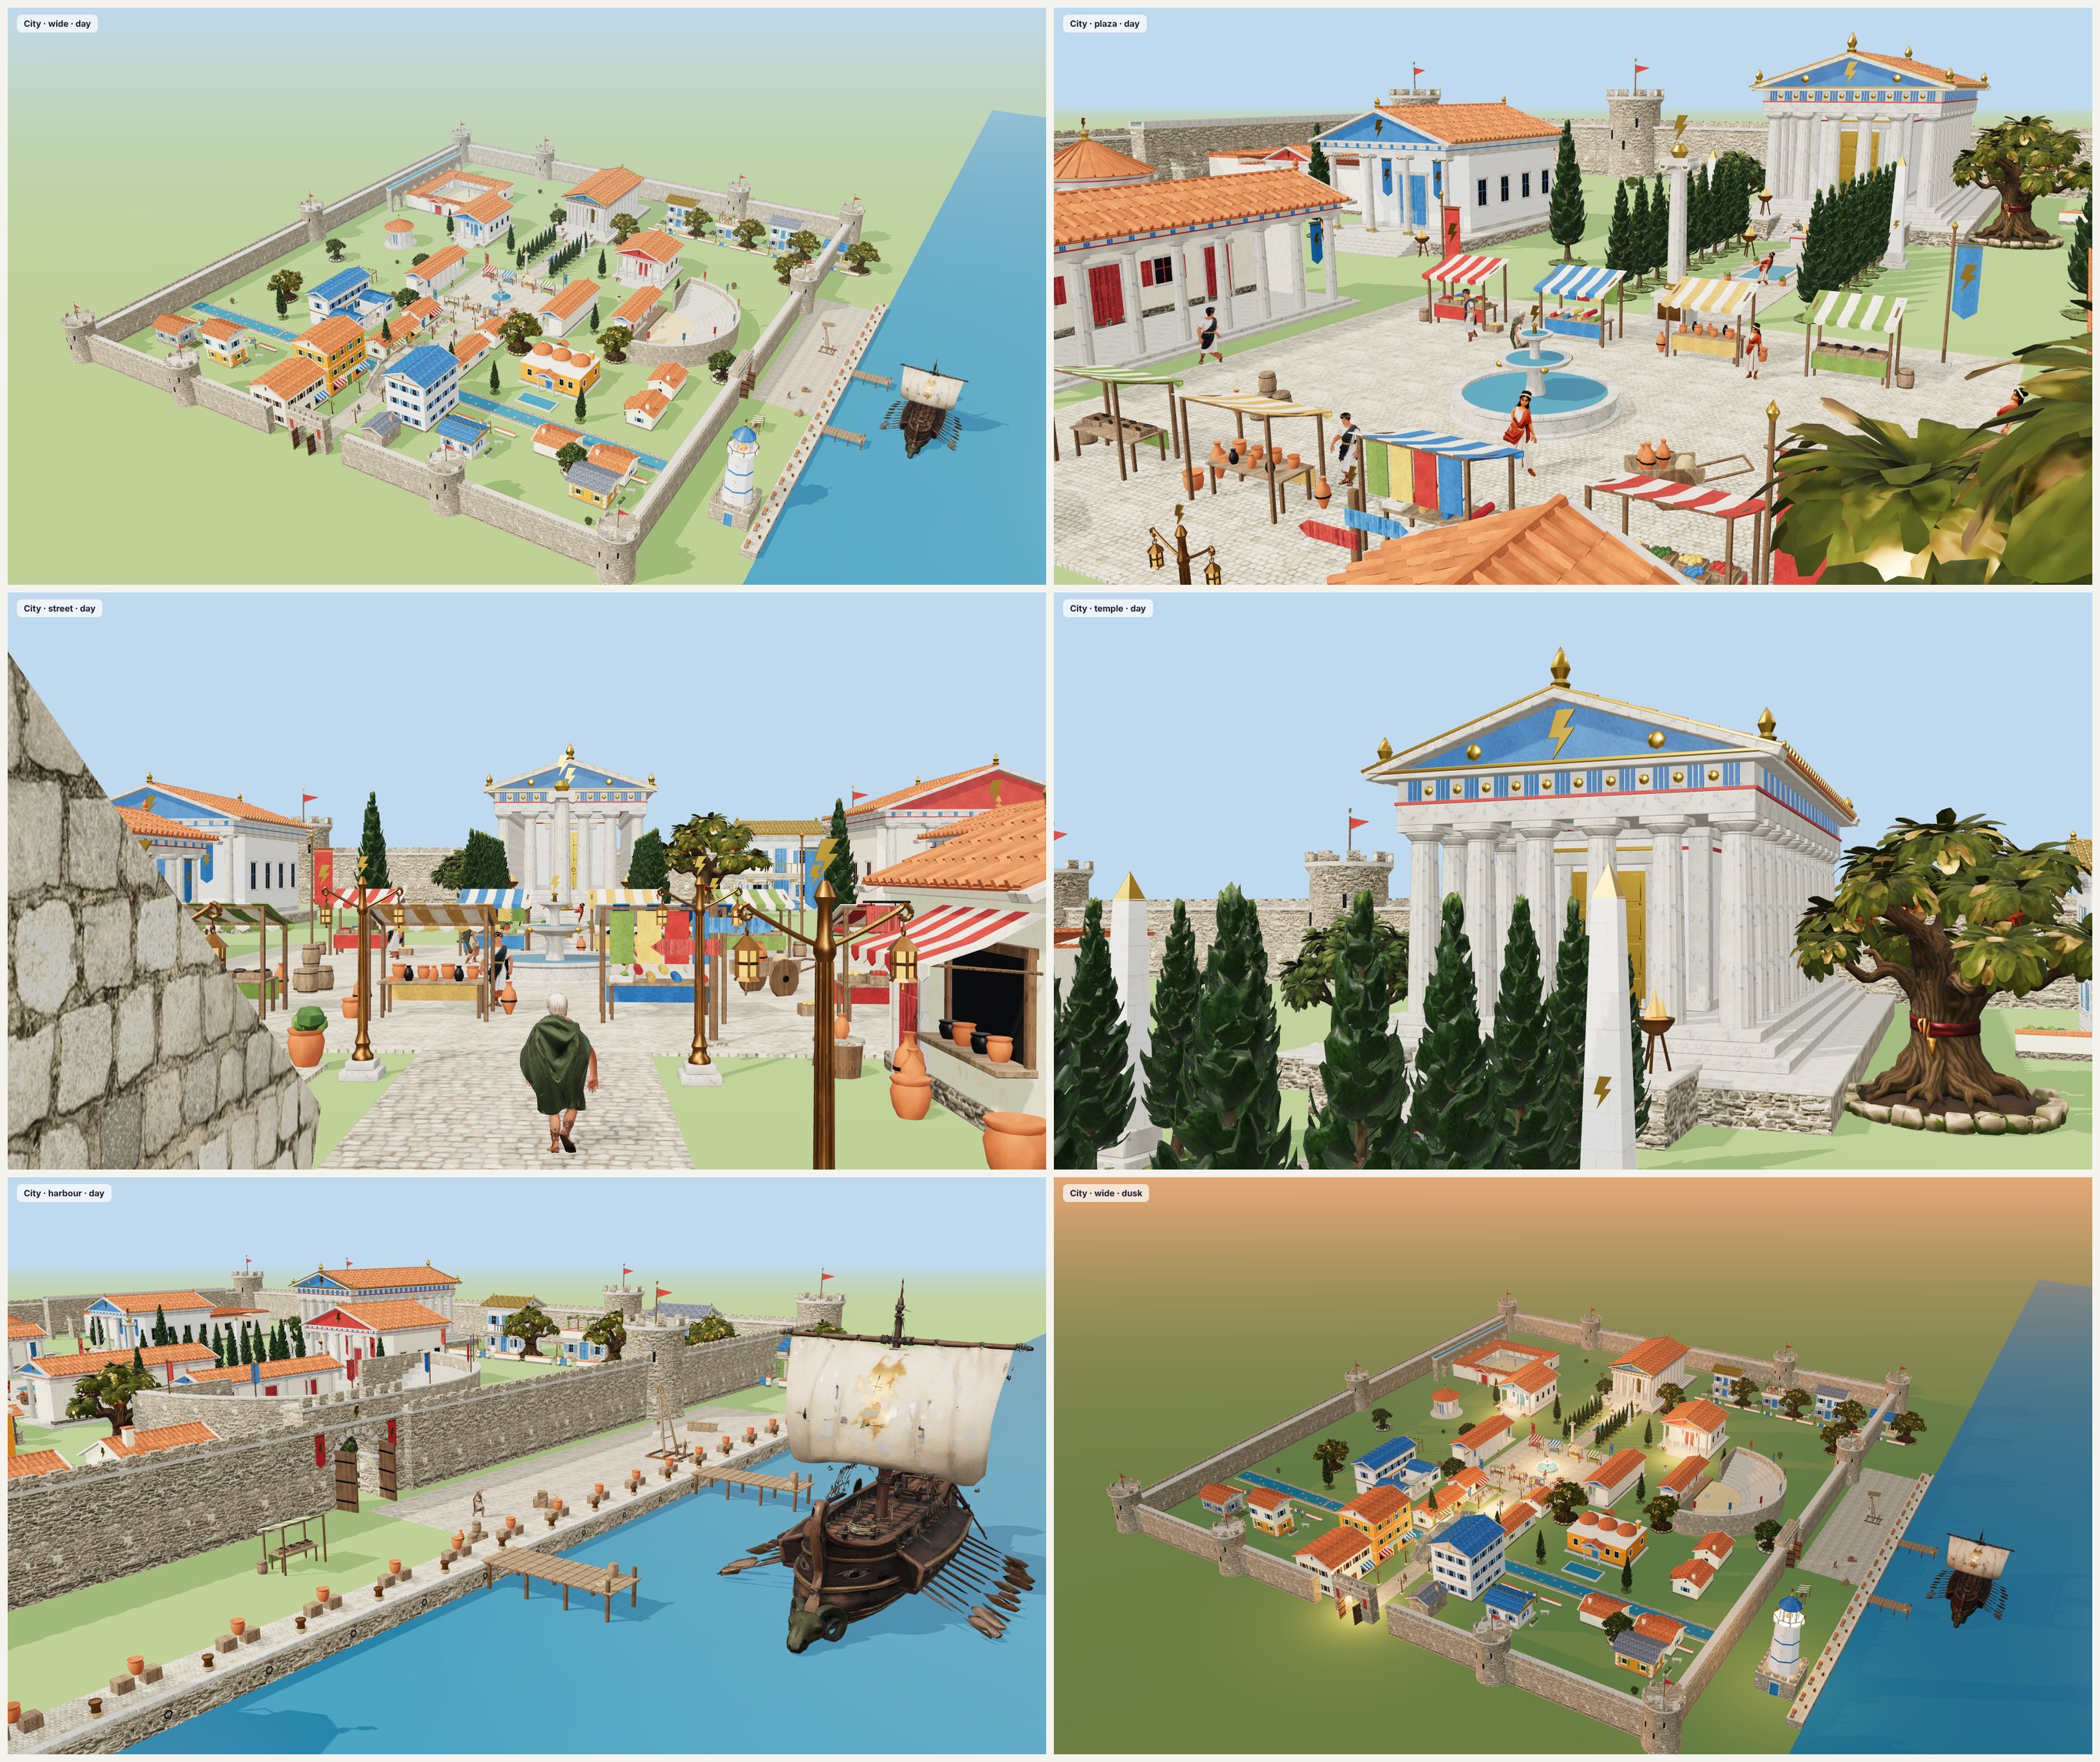 City · wide · day
City · plaza · day
City · street · day
City · temple · day
City · harbour · day
City · wide · dusk